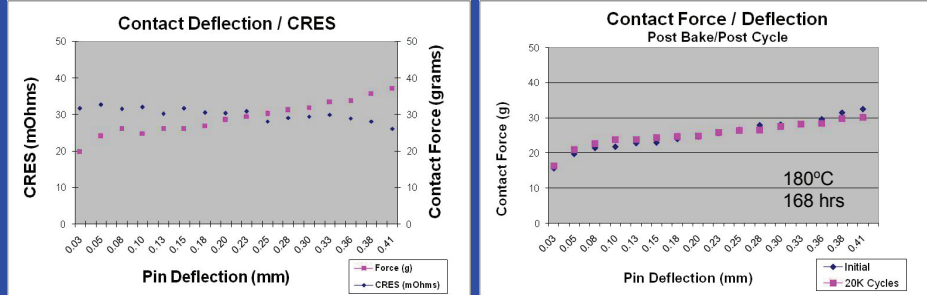 Contact Deflection / CRES
50
40
30
20
10
0
CRES (mOhms)
50
40
30
20
10
0
Contact Force (grams)
0.03 0.05 0.08 0.10 0.13 0.15 0.18 0.20 0.23 0.25 0.28 0.30 0.33 0.36 0.38 0.41
Pin Deflection (mm)
Force (g)
CRES (mOhms)
Contact Force / Deflection
Post Bake/Post Cycle
50
40
30
20
10
0
Contact Force (g)
180ºC
168 hrs
0.03 0.05 0.08 0.10 0.13 0.15 0.18 0.20 0.23 0.25 0.28 0.30 0.33 0.36 0.38 0.41
Pin Deflection (mm)
Initial
20K Cycles